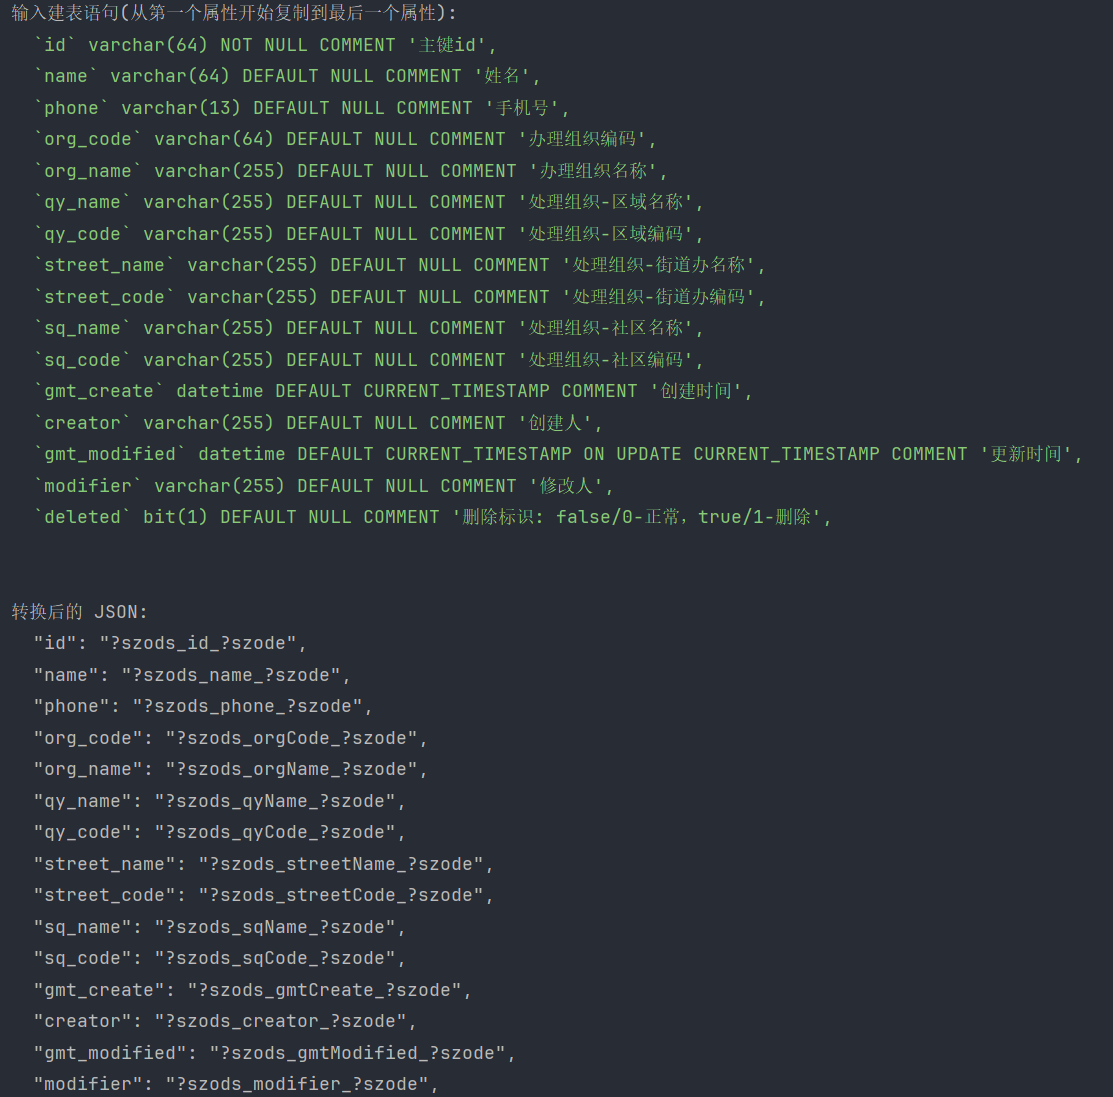 输入建表语句(从第一个属性开始复制到最后一个属性):
`id` varchar(64) NOT NULL COMMENT '主键id',
`name` varchar(64) DEFAULT NULL COMMENT '姓名',
`phone` varchar(13) DEFAULT NULL COMMENT '手机号',
`org_code` varchar(64) DEFAULT NULL COMMENT '办理组织编码',
`org_name` varchar(255) DEFAULT NULL COMMENT '办理组织名称',
`qy_name` varchar(255) DEFAULT NULL COMMENT '处理组织-区域名称',
`qy_code` varchar(255) DEFAULT NULL COMMENT '处理组织-区域编码',
`street_name` varchar(255) DEFAULT NULL COMMENT '处理组织-街道办名称',
`street_code` varchar(255) DEFAULT NULL COMMENT '处理组织-街道办编码',
`sq_name` varchar(255) DEFAULT NULL COMMENT '处理组织-社区名称',
`sq_code` varchar(255) DEFAULT NULL COMMENT '处理组织-社区编码',
`gmt_create` datetime DEFAULT CURRENT_TIMESTAMP COMMENT '创建时间',
`creator` varchar(255) DEFAULT NULL COMMENT '创建人',
`gmt_modified` datetime DEFAULT CURRENT_TIMESTAMP ON UPDATE CURRENT_TIMESTAMP COMMENT '更新时间',
`modifier` varchar(255) DEFAULT NULL COMMENT '修改人',
`deleted` bit(1) DEFAULT NULL COMMENT '删除标识: false/0-正常，true/1-删除',
转换后的 JSON:
"id": "?szods_id_?szode",
"name": "?szods_name_?szode",
"phone": "?szods_phone_?szode",
"org_code": "?szods_orgCode_?szode",
"org_name": "?szods_orgName_?szode",
"qy_name": "?szods_qyName_?szode",
"qy_code": "?szods_qyCode_?szode",
"street_name": "?szods_streetName_?szode",
"street_code": "?szods_streetCode_?szode",
"sq_name": "?szods_sqName_?szode",
"sq_code": "?szods_sqCode_?szode",
"gmt_create": "?szods_gmtCreate_?szode",
"creator": "?szods_creator_?szode",
"gmt_modified": "?szods_gmtModified_?szode",
"modifier": "?szods_modifier_?szode",